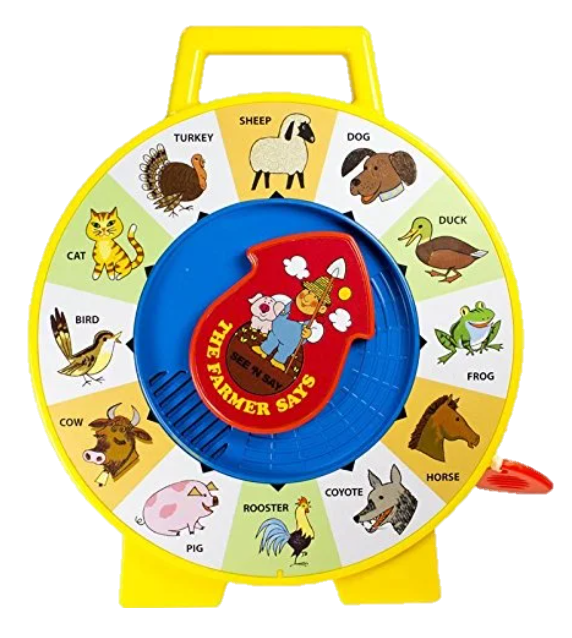 SHEEP
DOG
DUCK
FROG
HORSE
COYOTE
ROOSTER
PIG
COW
BIRD
CAT
TURKEY
SEE 'N SAY
THE FARMER SAYS